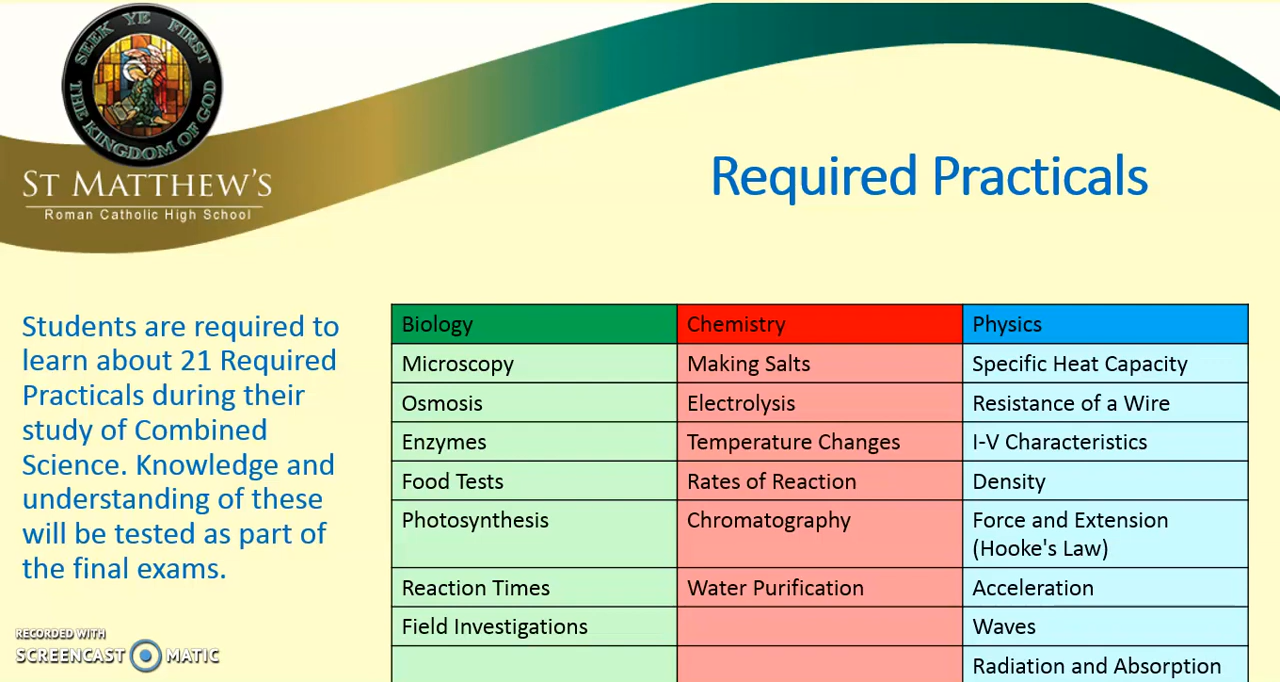 SEEK YE FIRST
THE KINGDOM OF GOD
ST MATTHEW'S
Roman Catholic High School
Required Practicals
Students are required to
learn about 21 Required
Practicals during their
study of Combined
Science. Knowledge and
understanding of these
will be tested as part of
the final exams.
Biology Chemistry Physics
Microscopy Making Salts Specific Heat Capacity
Osmosis Electrolysis Resistance of a Wire
Enzymes Temperature Changes I-V Characteristics
Food Tests Rates of Reaction Density
Photosynthesis Chromatography Force and Extension
(Hooke's Law)
Reaction Times Water Purification Acceleration
Field Investigations Waves
Radiation and Absorption
RECORDED WITH
SCREENCAST MATIC